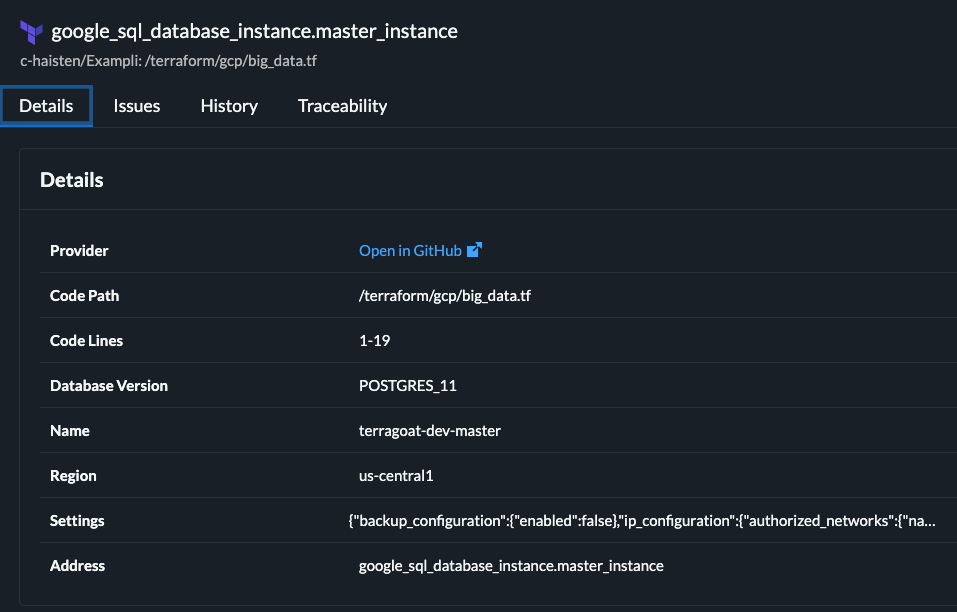 google_sql_database_instance.master_instance
c-haisten/Exampli: /terraform/gcp/big_data.tf
Details Issues History Traceability
Details
Provider Open in GitHub
Code Path /terraform/gcp/big_data.tf
Code Lines 1-19
Database Version POSTGRES_11
Name terragoat-dev-master
Region us-central1
Settings {"backup_configuration":{"enabled":false},"ip_configuration":{"authorized_networks":{"na...
Address google_sql_database_instance.master_instance